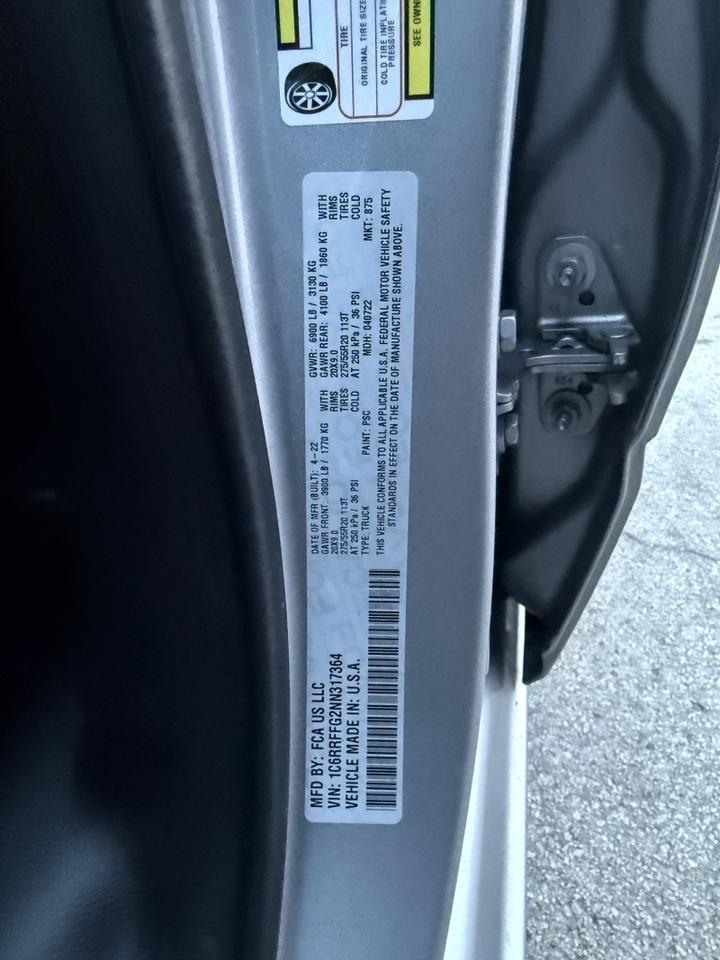 MFD BY: FCA US LLC
VIN: 1C6RRFFG2NN317364
VEHICLE MADE IN: U.S.A.
DATE OF MFR (BUILT): 4-22 GVWR: 6900 LB / 3130 KG
GAWR FRONT: 3900 LB / 1770 KG WITH GAWR REAR: 4100 LB / 1860 KG WITH
20X9.0 RIMS 20X9.0 RIMS
275/55R20 113T TIRES 275/55R20 113T TIRES
AT 250 kPa / 36 PSI COLD AT 250 kPa / 36 PSI COLD
TYPE: TRUCK PAINT: PSC MDH: 040722 MKT: 875
THIS VEHICLE CONFORMS TO ALL APPLICABLE U.S.A. FEDERAL MOTOR VEHICLE SAFETY
STANDARDS IN EFFECT ON THE DATE OF MANUFACTURE SHOWN ABOVE.
TIRE
ORIGINAL TIRE SIZE
COLD TIRE
PRESSURE
SEE